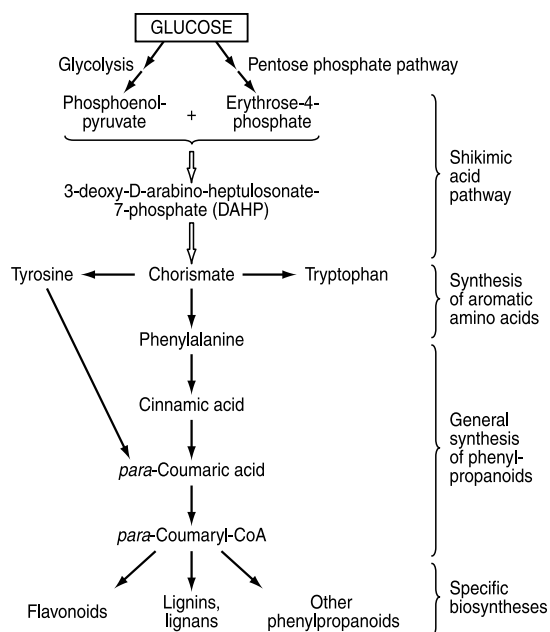 GLUCOSE
Glycolysis
Pentose phosphate pathway
Phosphoenol-
pyruvate
+
Erythrose-4-
phosphate
Shikimic
acid
pathway
3-deoxy-D-arabino-heptulosonate-
7-phosphate (DAHP)
Tyrosine
Chorismate
Tryptophan
Synthesis
of aromatic
amino acids
Phenylalanine
Cinnamic acid
General
synthesis
of phenyl-
propanoids
para-Coumaric acid
para-Coumaryl-CoA
Flavonoids
Lignins,
lignans
Other
phenylpropanoids
Specific
biosyntheses